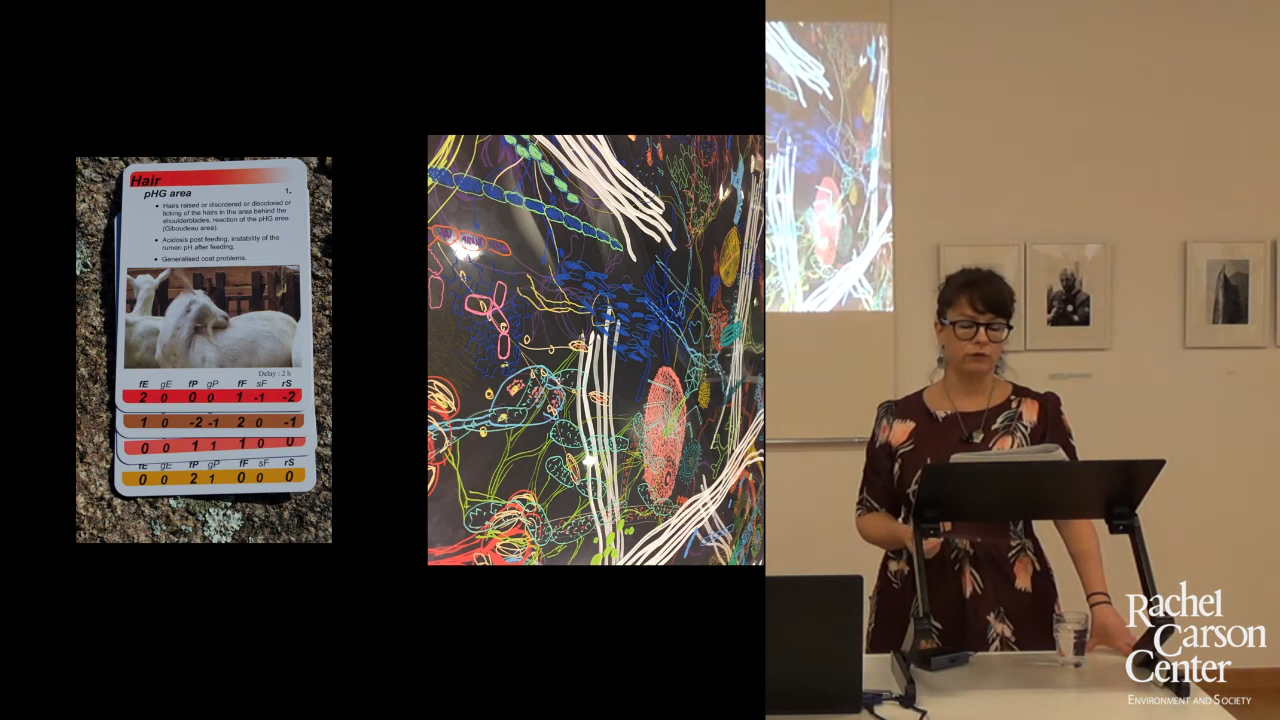 Hair
pHG area
1.
• Hairs raised or disordered or discolored or
licking of the hairs in the area behind the
shoulderblades, reaction of the pHG area
(Giboudeau area).
• Acidosis post feeding, instability of the
rumen pH after feeding.
• Generalised coat problems.
Delay : 2 h
fE gE fP gP fF sF rS
2 0 0 0 1 -1 -2
1 0 -2 -1 2 0 -1
0 0 1 1 1 0 0
fE gE fP gP fF sF rS
0 0 2 1 0 0 0
Rachel
Carson
Center
ENVIRONMENT AND SOCIETY